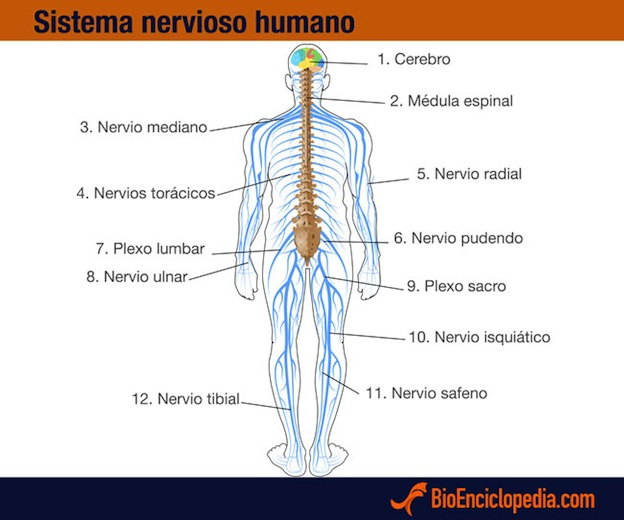 Sistema nervioso humano
1. Cerebro
2. Médula espinal
3. Nervio mediano
4. Nervios torácicos
5. Nervio radial
6. Nervio pudendo
7. Plexo lumbar
8. Nervio ulnar
9. Plexo sacro
10. Nervio isquiático
11. Nervio safeno
12. Nervio tibial
BioEnciclopedia.com